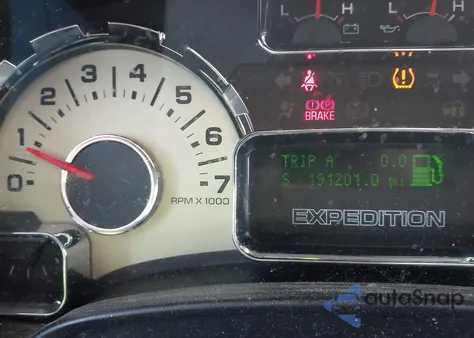 L H L H
BRAKE
0 1 2 3 4 5 6 7
RPM X 1000
TRIP A 0.0
S 191201.0 mi
EXPEDITION
autoSnap